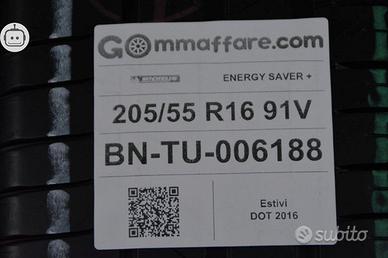 GOmmaffare.com
MICHELIN
ENERGY SAVER +
205/55 R16 91V
BN-TU-006188
Estivi
DOT 2016
subito